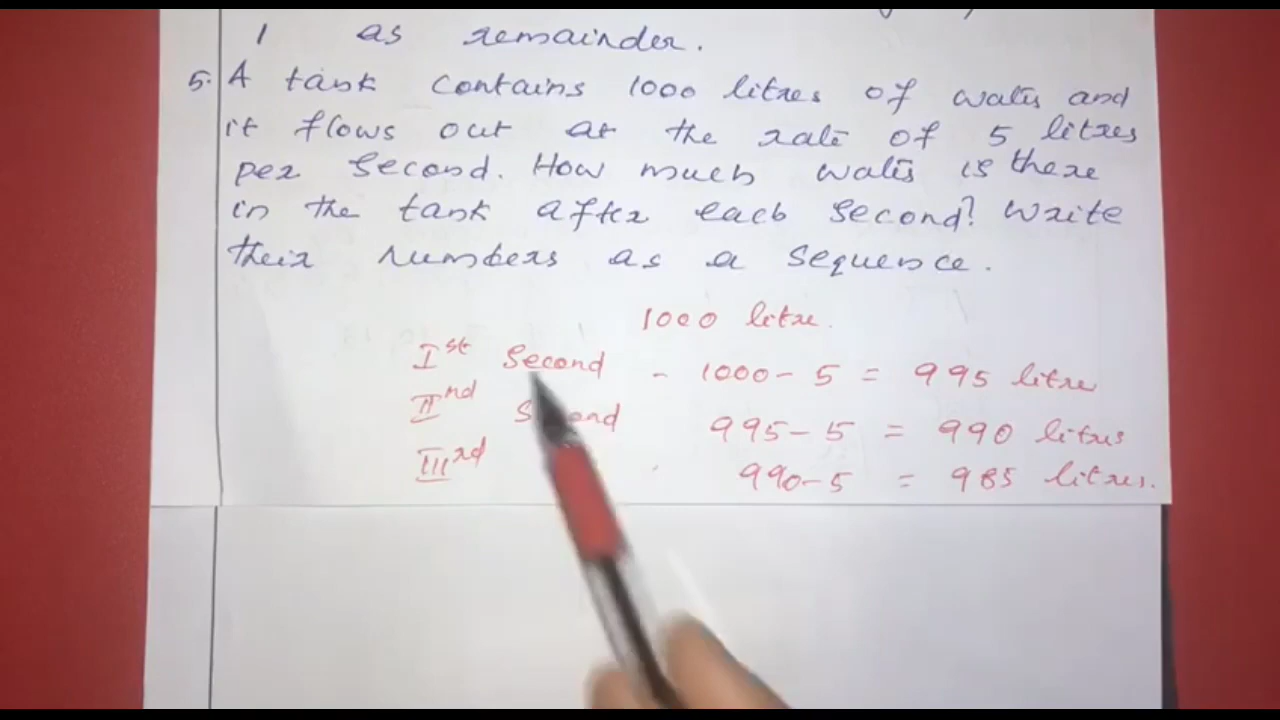 1 as remainder.
5. A tank contains 1000 litres of water and
it flows out at the rate of 5 litres
per second. How much water is there
in the tank after each second? Write
their numbers as a sequence.
1000 litre.
Ist Second - 1000 - 5 = 995 litre
IInd Second 995 - 5 = 990 litres
IIIrd 990 - 5 = 985 litres.